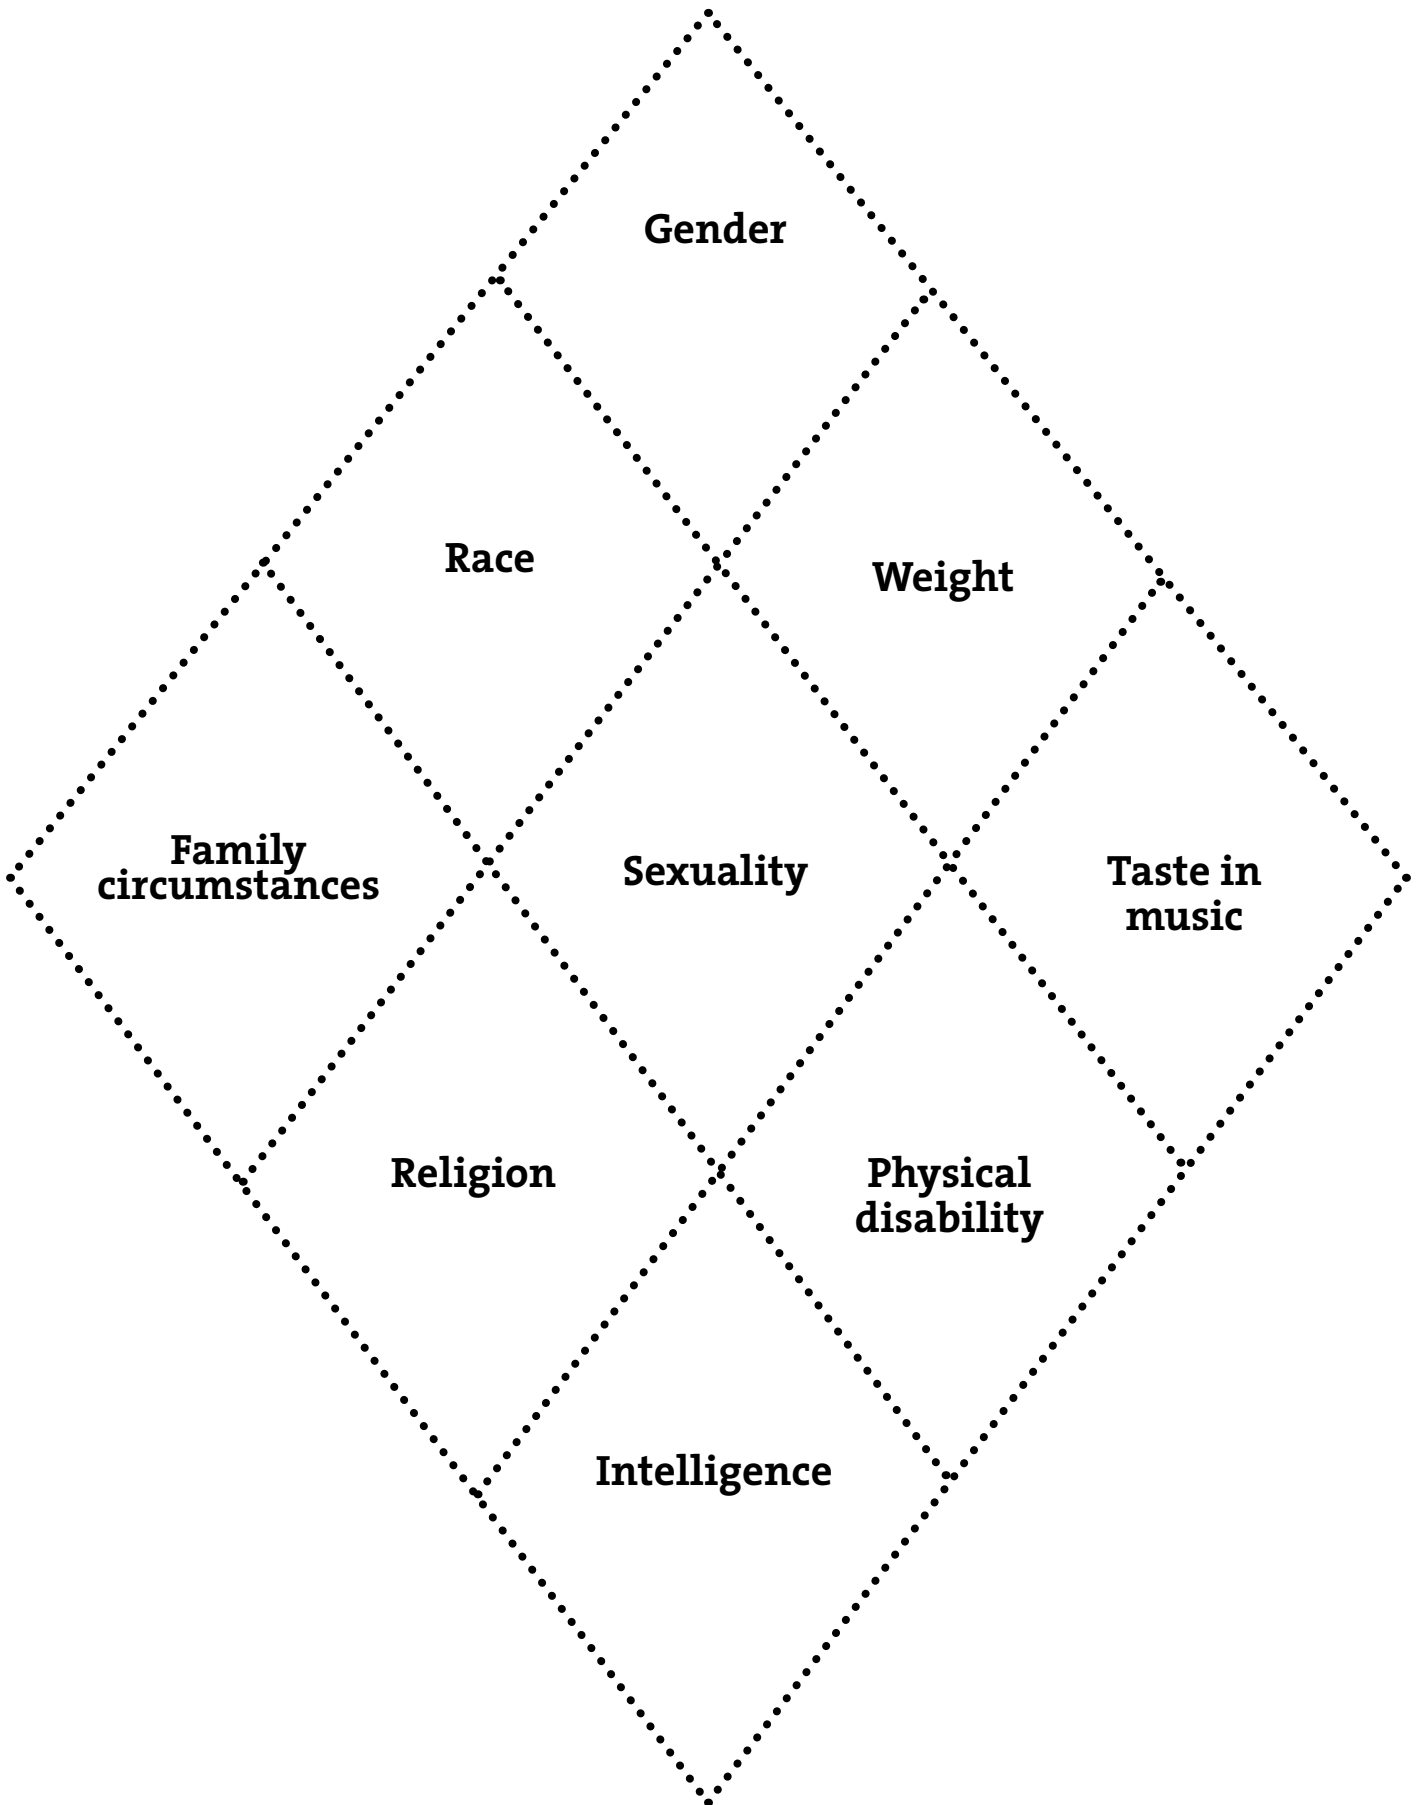 Gender
Race
Weight
Family
circumstances
Sexuality
Taste in
music
Religion
Physical
disability
Intelligence